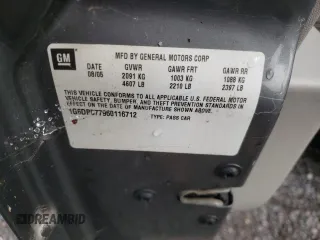 GM
MFD BY GENERAL MOTORS CORP
DATE GVWR GAWR FRT GAWR RR
08/05 2091 KG 1003 KG 1088 KG
4607 LB 2210 LB 2397 LB
THIS VEHICLE CONFORMS TO ALL APPLICABLE U.S. FEDERAL MOTOR
VEHICLE SAFETY, BUMPER, AND THEFT PREVENTION STANDARDS
IN EFFECT ON THE DATE OF MANUFACTURE SHOWN ABOVE.
TYPE: PASS CAR
DREAMBID